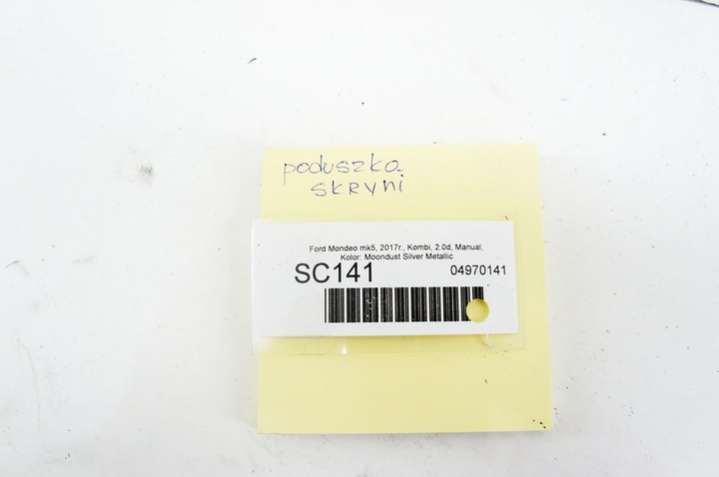 poduszka
SKRYNi
Ford Mondeo mk5, 2017r., Kombi, 2.0d, Manual,
Kolor: Moondust Silver Metallic
SC141 04970141